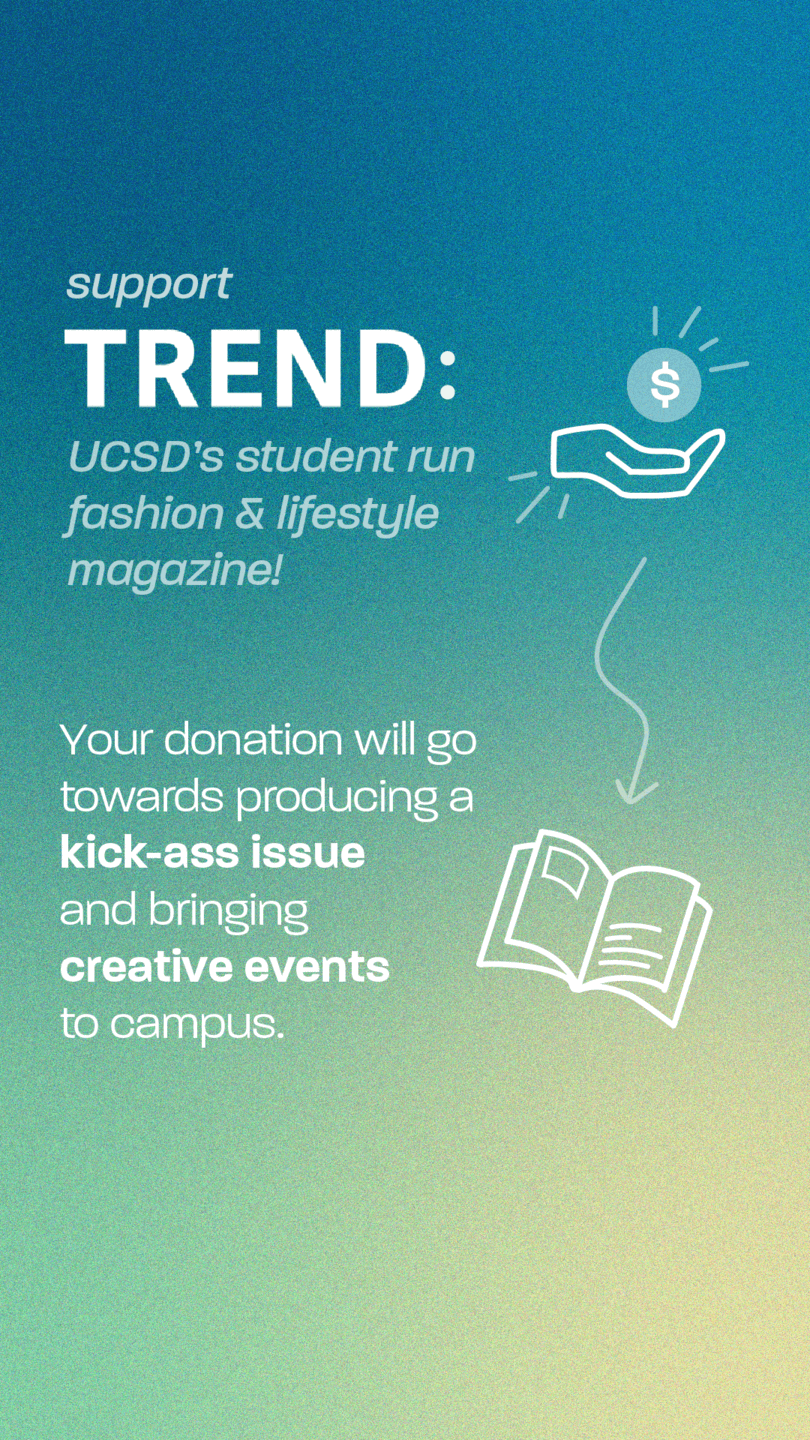 support
TREND:
UCSD's student run
fashion & lifestyle
magazine!
$
Your donation will go
towards producing a
kick-ass issue
and bringing
creative events
to campus.